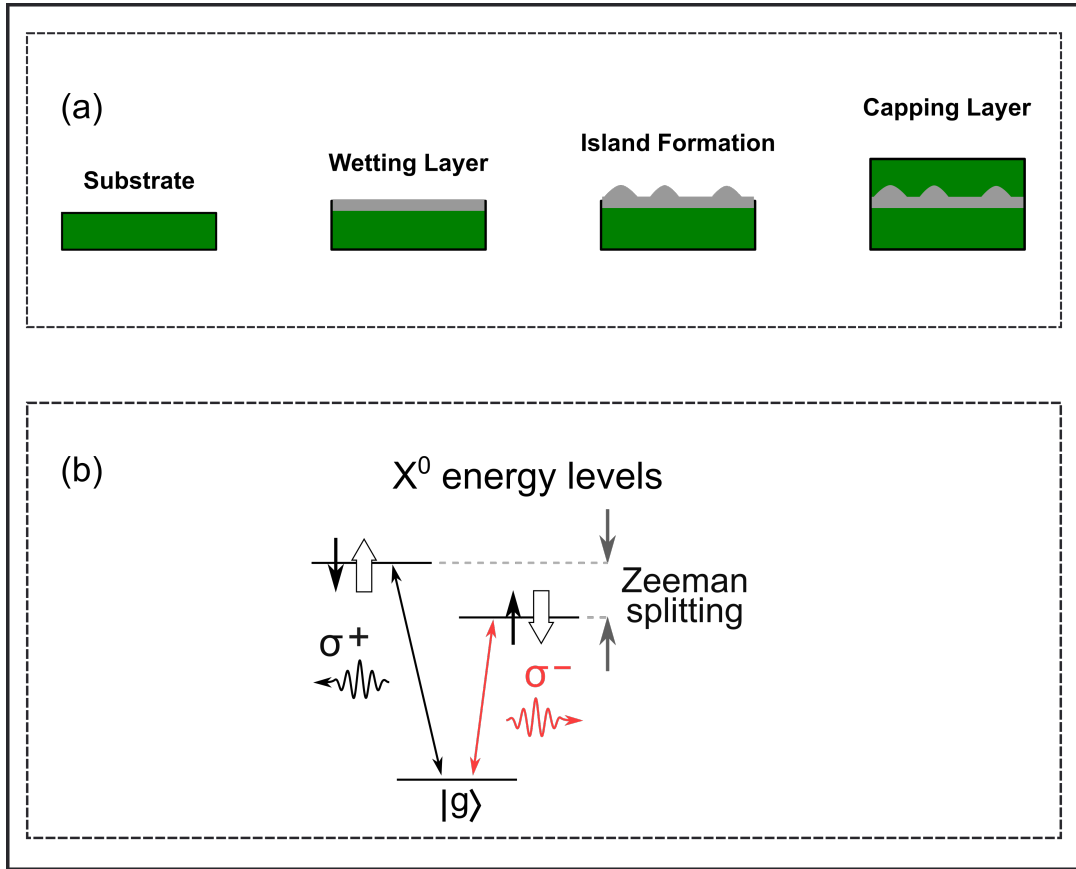 (a)
Substrate
Wetting Layer
Island Formation
Capping Layer
(b)
X⁰ energy levels
Zeeman
splitting
σ+
σ−
|g⟩